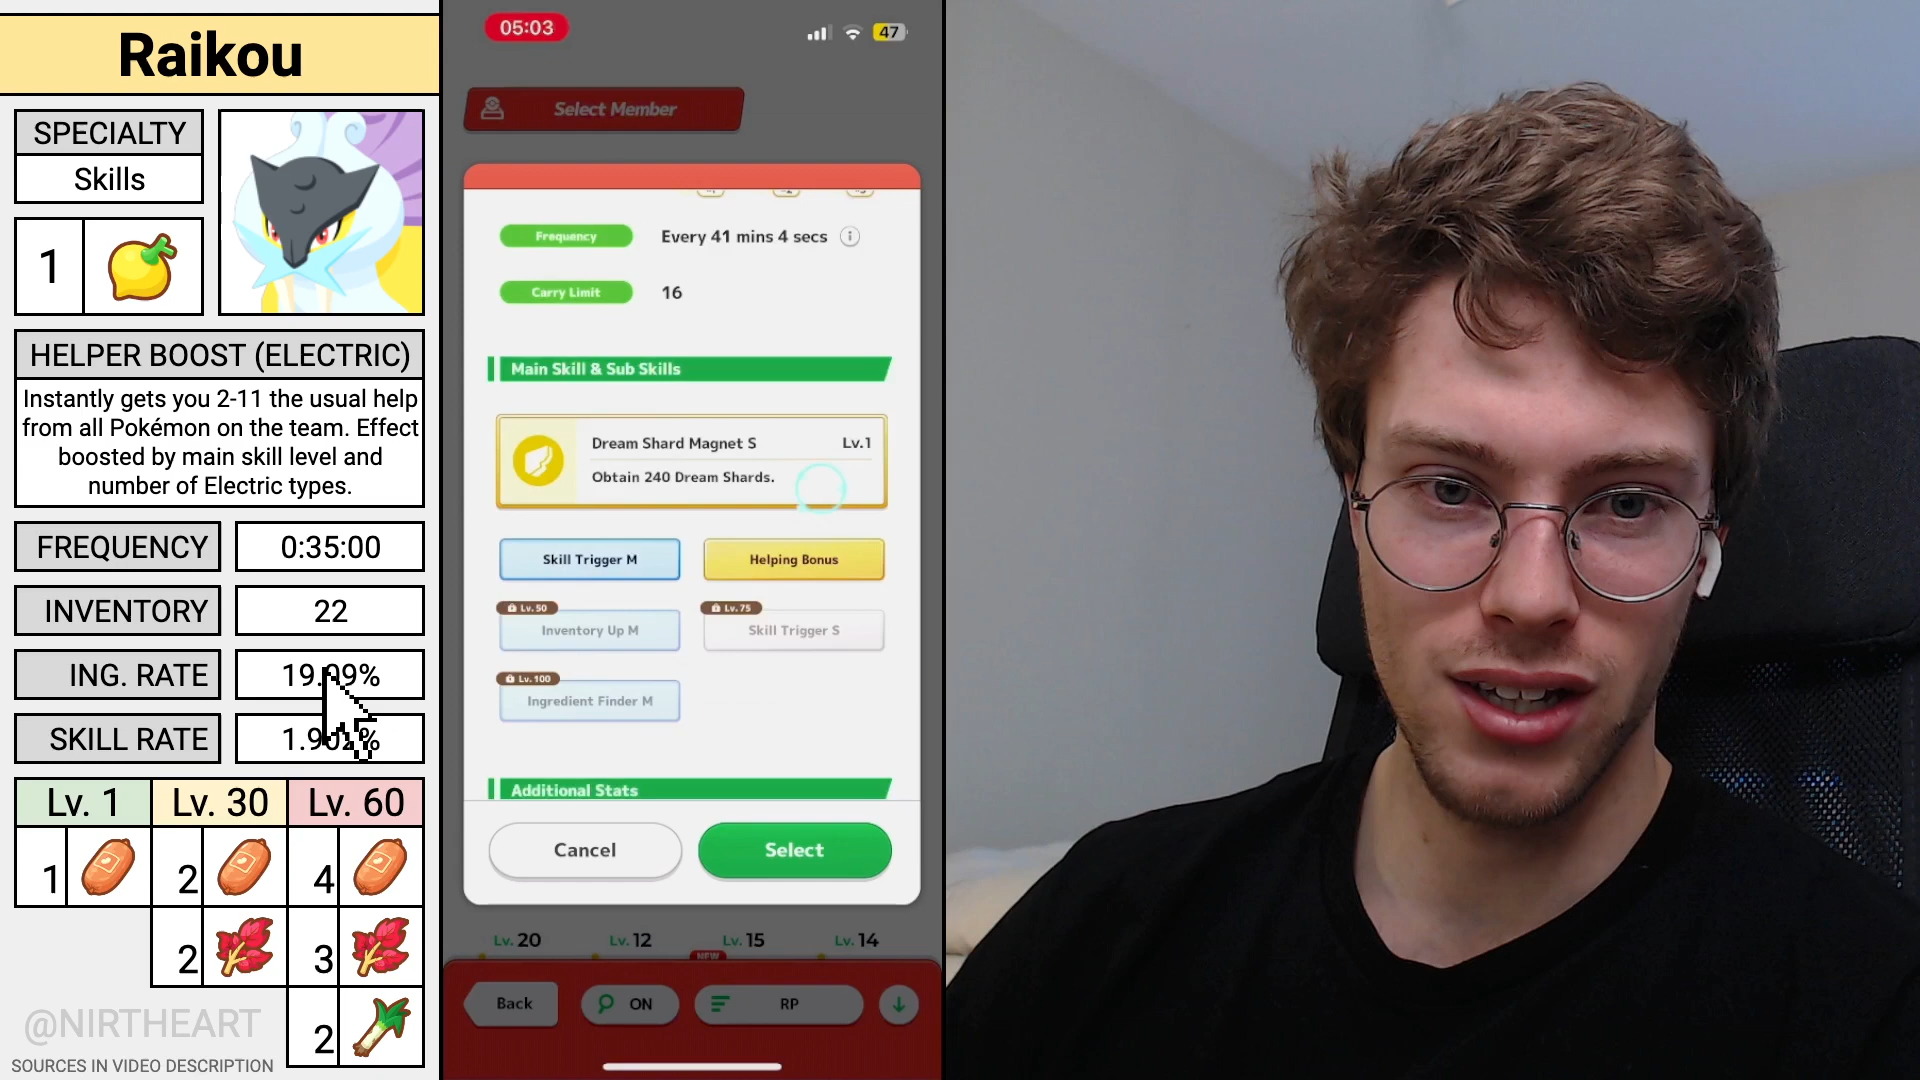 Raikou
SPECIALTY
Skills
1
HELPER BOOST (ELECTRIC)
Instantly gets you 2-11 the usual help
from all Pokémon on the team. Effect
boosted by main skill level and
number of Electric types.
FREQUENCY
0:35:00
INVENTORY
22
ING. RATE
SKILL RATE
Lv. 1
Lv. 30
Lv. 60
1
2
4
2
3
2
@NIRTHEART
SOURCES IN VIDEO DESCRIPTION
05:03
47
Select Member
Frequency
Every 41 mins 4 secs
Carry Limit
16
Main Skill & Sub Skills
Dream Shard Magnet S
Lv.1
Obtain 240 Dream Shards.
Skill Trigger M
Helping Bonus
Lv. 50
Inventory Up M
Lv. 75
Skill Trigger S
Lv. 100
Ingredient Finder M
Additional Stats
Cancel
Select
Lv. 20
Lv. 12
Lv. 15
Lv. 14
NEW
Back
ON
RP